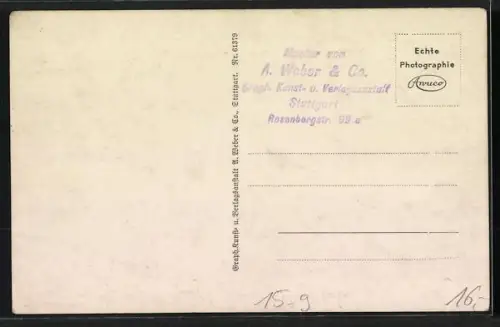 Graph. Kunst- u. Verlagsanstalt A. Weber & Co., Stuttgart. Nr. 61379
Muster von
A. Weber & Co.
Graph. Kunst- u. Verlagsanstalt
Stuttgart
Rosenbergstr. 99 a
Echte
Photographie
Awuco
15-9
16,-